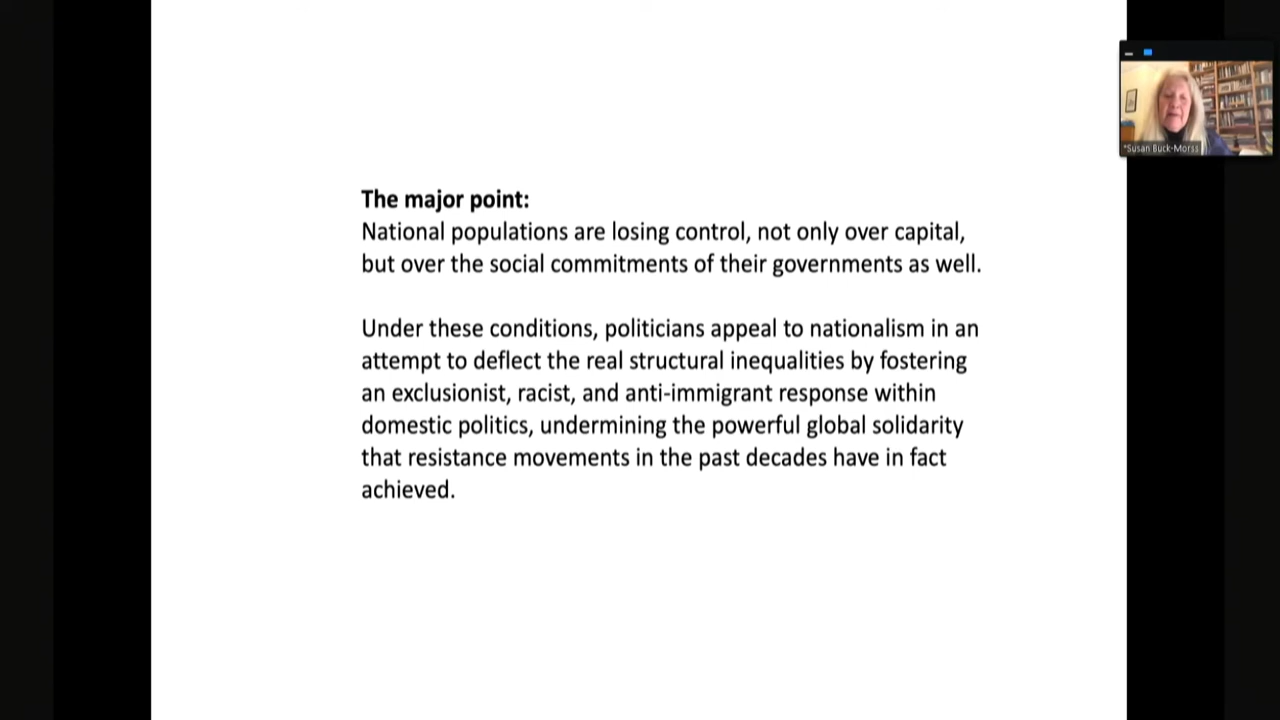 The major point:
National populations are losing control, not only over capital,
but over the social commitments of their governments as well.
Under these conditions, politicians appeal to nationalism in an
attempt to deflect the real structural inequalities by fostering
an exclusionist, racist, and anti-immigrant response within
domestic politics, undermining the powerful global solidarity
that resistance movements in the past decades have in fact
achieved.
*Susan Buck-Morss